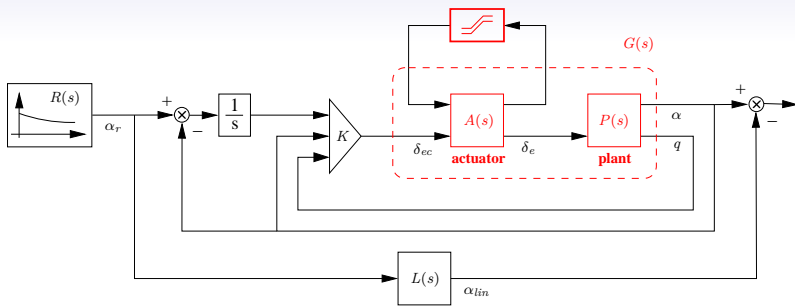 G(s)
R(s)
+
+
1
s
A(s)
P(s)
α
α_r
−
K
−
δ_ec
δ_e
q
actuator
plant
L(s)
α_lin